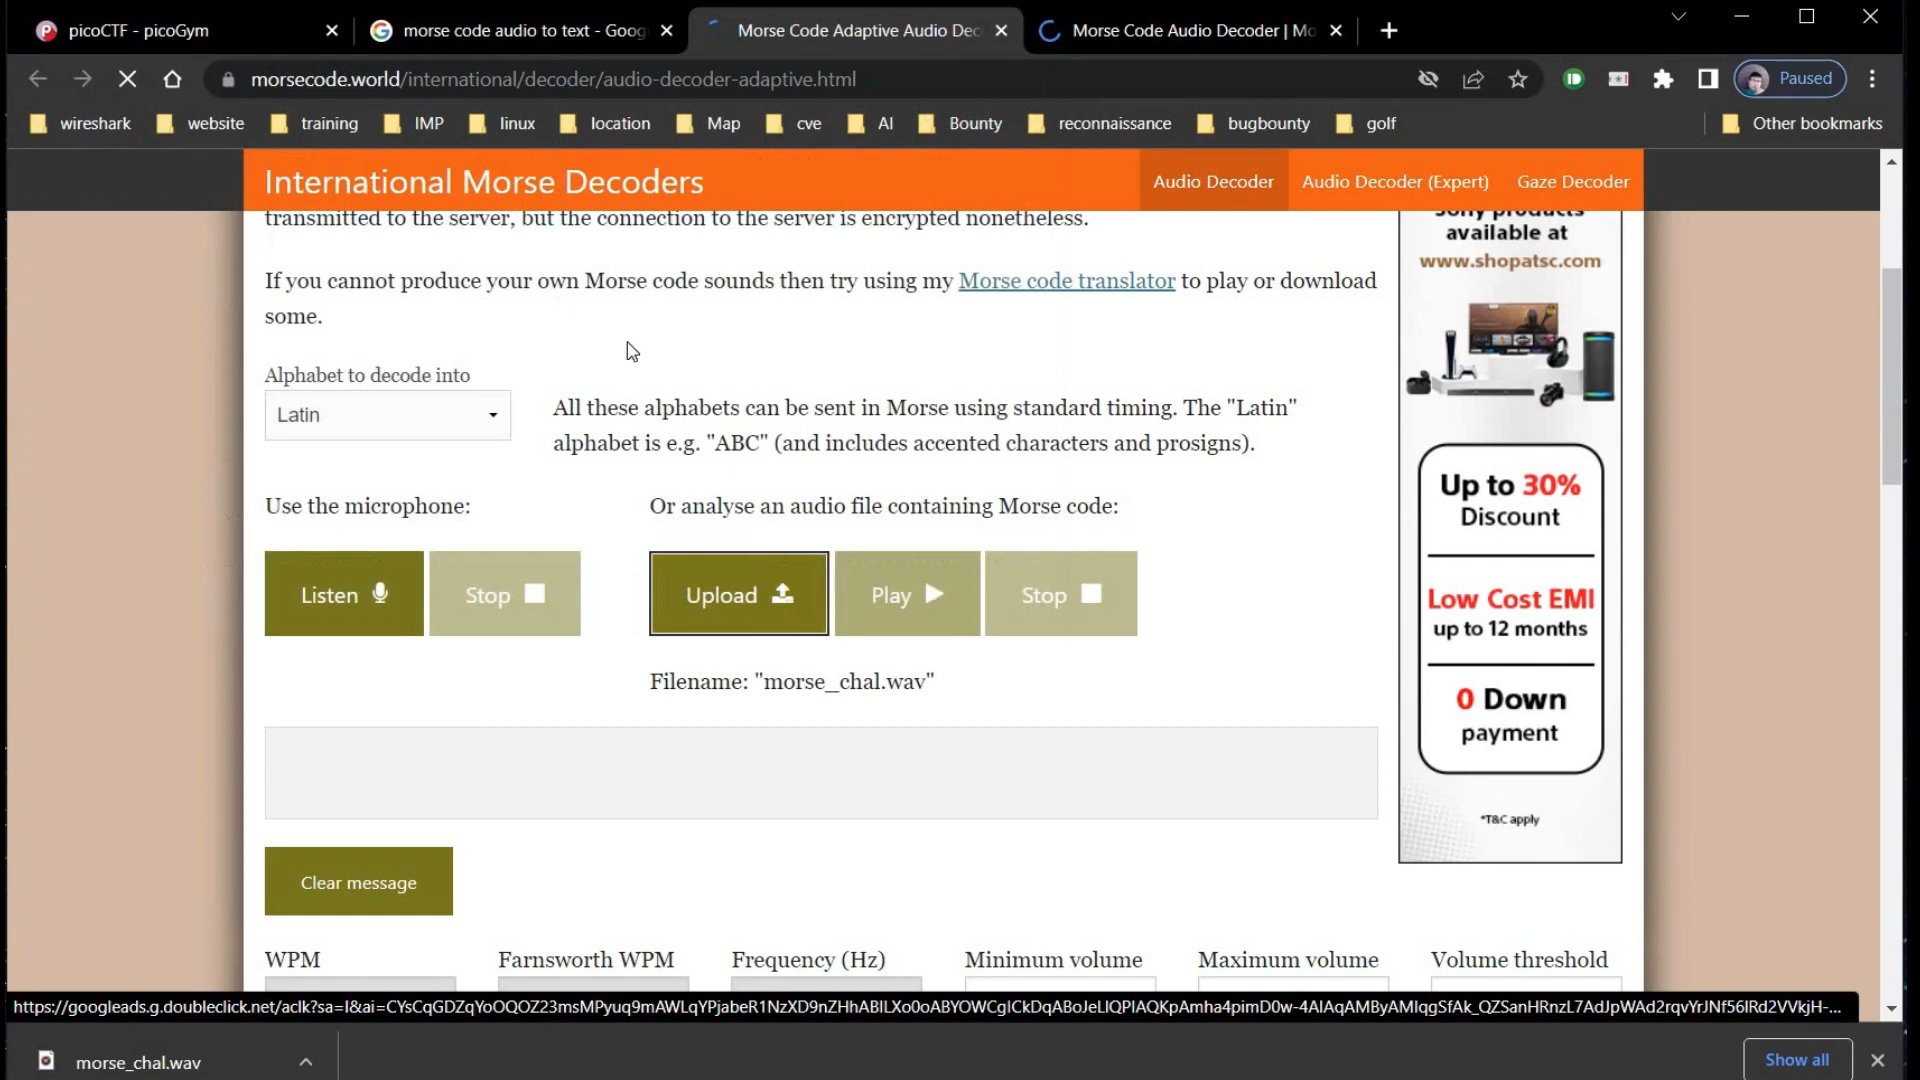 picoCTF - picoGym
morse code audio to text - Goog
Morse Code Adaptive Audio Dec
Morse Code Audio Decoder | Mo
morsecode.world/international/decoder/audio-decoder-adaptive.html
Paused
wireshark
website
training
IMP
linux
location
Map
cve
AI
Bounty
reconnaissance
bugbounty
golf
Other bookmarks
International Morse Decoders
Audio Decoder
Audio Decoder (Expert)
Gaze Decoder
transmitted to the server, but the connection to the server is encrypted nonetheless.
If you cannot produce your own Morse code sounds then try using my Morse code translator to play or download
some.
Alphabet to decode into
Latin
All these alphabets can be sent in Morse using standard timing. The "Latin"
alphabet is e.g. "ABC" (and includes accented characters and prosigns).
Use the microphone:
Or analyse an audio file containing Morse code:
Listen
Stop
Upload
Play
Stop
Filename: "morse_chal.wav"
Clear message
WPM
Farnsworth WPM
Frequency (Hz)
Minimum volume
Maximum volume
Volume threshold
Sony products
available at
www.shopatsc.com
Up to 30%
Discount
Low Cost EMI
up to 12 months
0 Down
payment
*T&C apply
morse_chal.wav
Show all